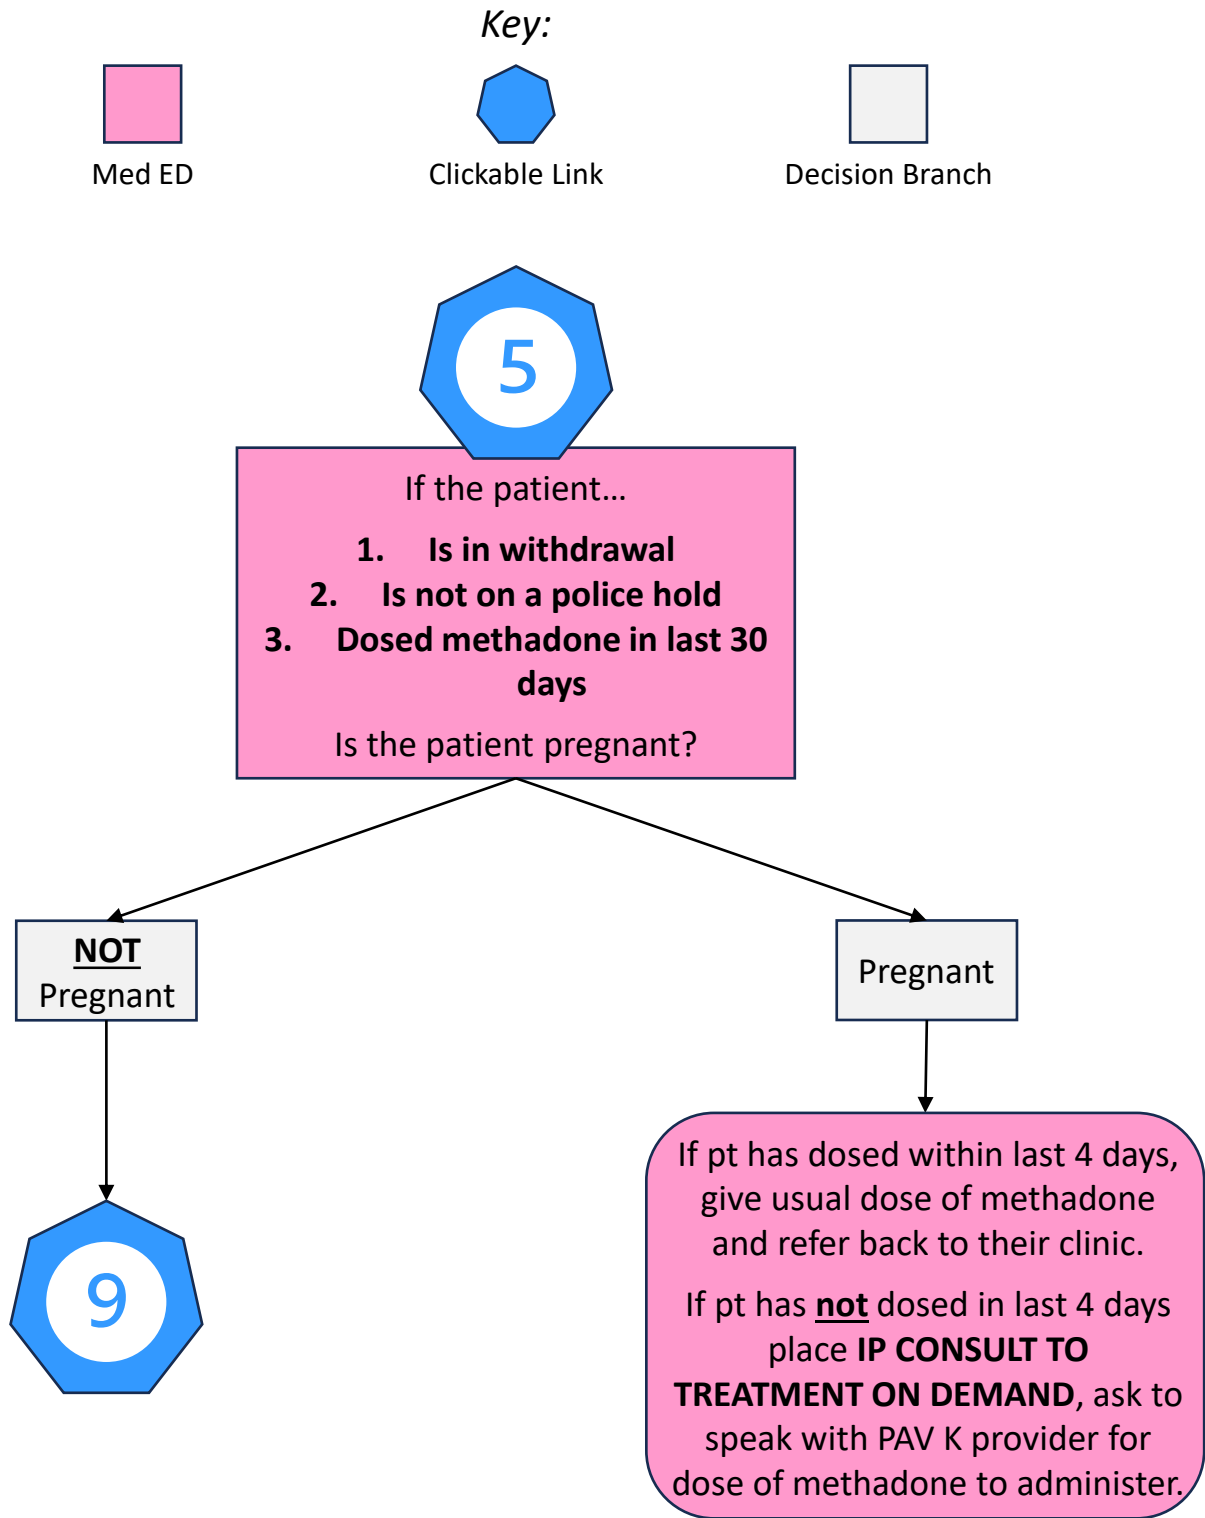 Key:
Med ED
Clickable Link
Decision Branch
5
If the patient...
1. Is in withdrawal
2. Is not on a police hold
3. Dosed methadone in last 30
days
Is the patient pregnant?
NOT
Pregnant
Pregnant
9
If pt has dosed within last 4 days,
give usual dose of methadone
and refer back to their clinic.
If pt has not dosed in last 4 days
place IP CONSULT TO
TREATMENT ON DEMAND, ask to
speak with PAV K provider for
dose of methadone to administer.